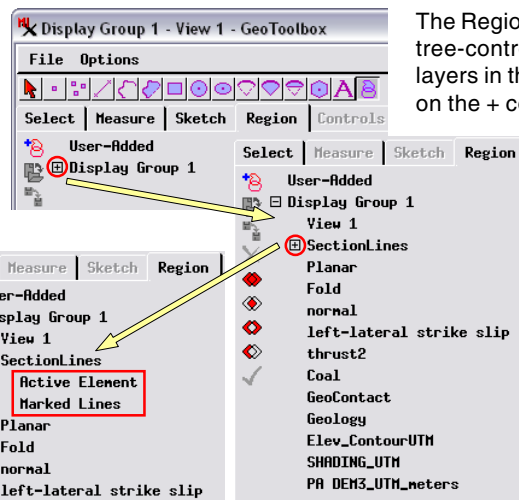 Display Group 1 - View 1 - GeoToolbox
File Options
Select Measure Sketch Region Controls
User-Added
Display Group 1
tree-contr
layers in th
on the + co
Select Measure Sketch Region
User-Added
Display Group 1
View 1
SectionLines
Planar
Fold
normal
left-lateral strike slip
thrust2
Coal
GeoContact
Geology
Elev_ContourUTM
SHADING_UTM
PA DEM3_UTM_meters
Measure Sketch Region
er-Added
splay Group 1
View 1
SectionLines
Active Element
Marked Lines
Planar
Fold
normal
left-lateral strike slip